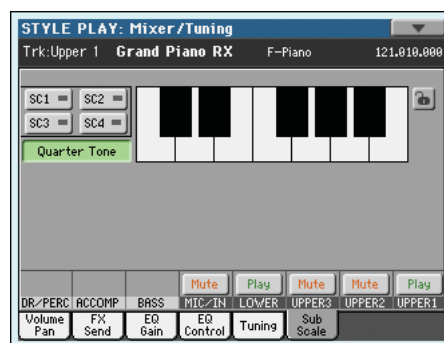 STYLE PLAY: Mixer/Tuning
Trk:Upper 1 Grand Piano RX F-Piano 121.010.000
SC1 SC2
SC3 SC4
Quarter Tone
Mute Play Mute Mute Play
DR/PERC ACCOMP BASS MIC/IN LOWER UPPER3 UPPER2 UPPER1
Volume Pan FX Send EQ Gain EQ Control Tuning Sub Scale